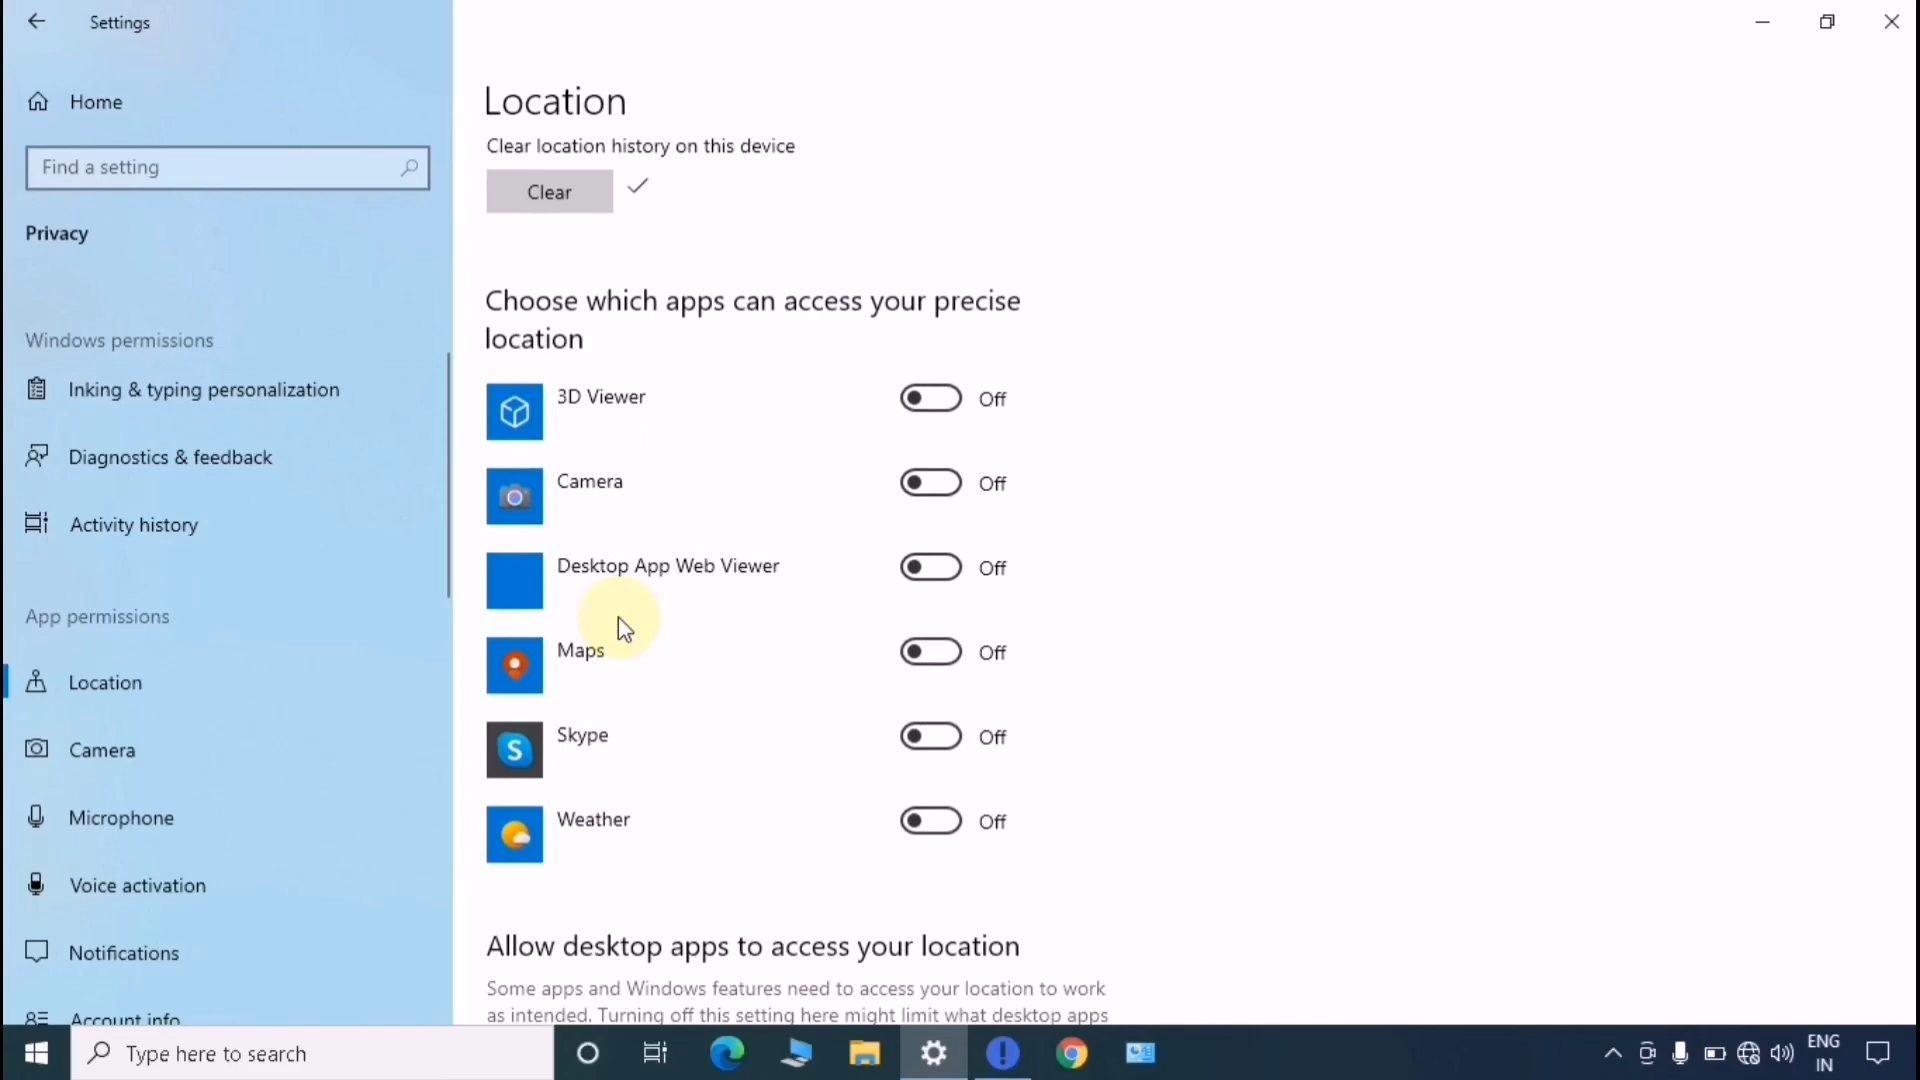 Settings
Home
Find a setting
Privacy
Windows permissions
Inking & typing personalization
Diagnostics & feedback
Activity history
App permissions
Location
Camera
Microphone
Voice activation
Notifications
Account info
Location
Clear location history on this device
Clear
Choose which apps can access your precise
location
3D Viewer Off
Camera Off
Desktop App Web Viewer Off
Maps Off
Skype Off
Weather Off
Allow desktop apps to access your location
Some apps and Windows features need to access your location to work
as intended. Turning off this setting here might limit what desktop apps
Type here to search
ENG
IN